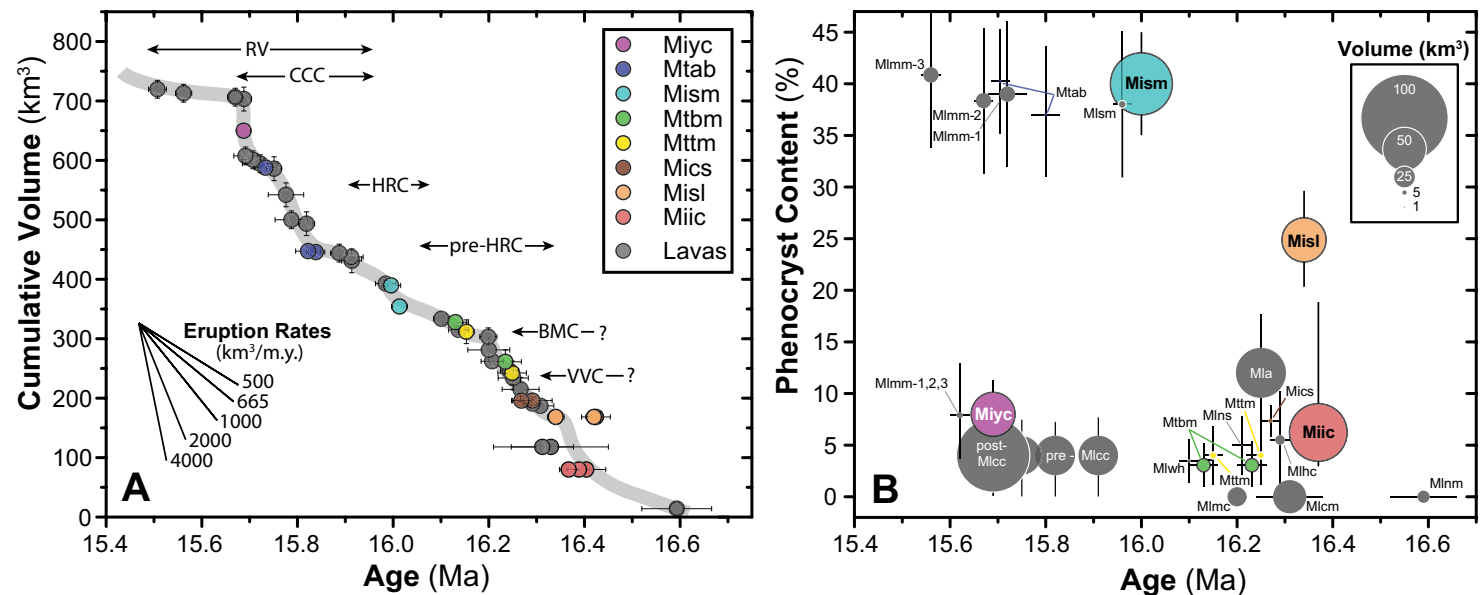 Cumulative Volume (km³)
800
700
600
500
400
300
200
100
0
15.4
15.6
15.8
16.0
16.2
16.4
16.6
Age (Ma)
RV
CCC
HRC
pre-HRC
BMC – ?
VVC – ?
Miyc
Mtab
Mism
Mtbm
Mttm
Mics
Misl
Miic
Lavas
Eruption Rates
(km³/m.y.)
500
665
1000
2000
4000
A
Phenocryst Content (%)
45
40
35
30
25
20
15
10
5
0
15.4
15.6
15.8
16.0
16.2
16.4
16.6
Age (Ma)
Volume (km³)
100
50
25
5
1
Mlmm-3
Mtab
Mlmm-2
Mlmm-1
Mlsm
Mism
Misl
Mlmm-1,2,3
Miyc
post-
Mlcc
pre -
Mlcc
Mla
Mics
Mttm
Mlns
Mtbm
Miic
Mlwh
Mttm
Mlhc
Mlmc
Mlcm
Mlnm
B